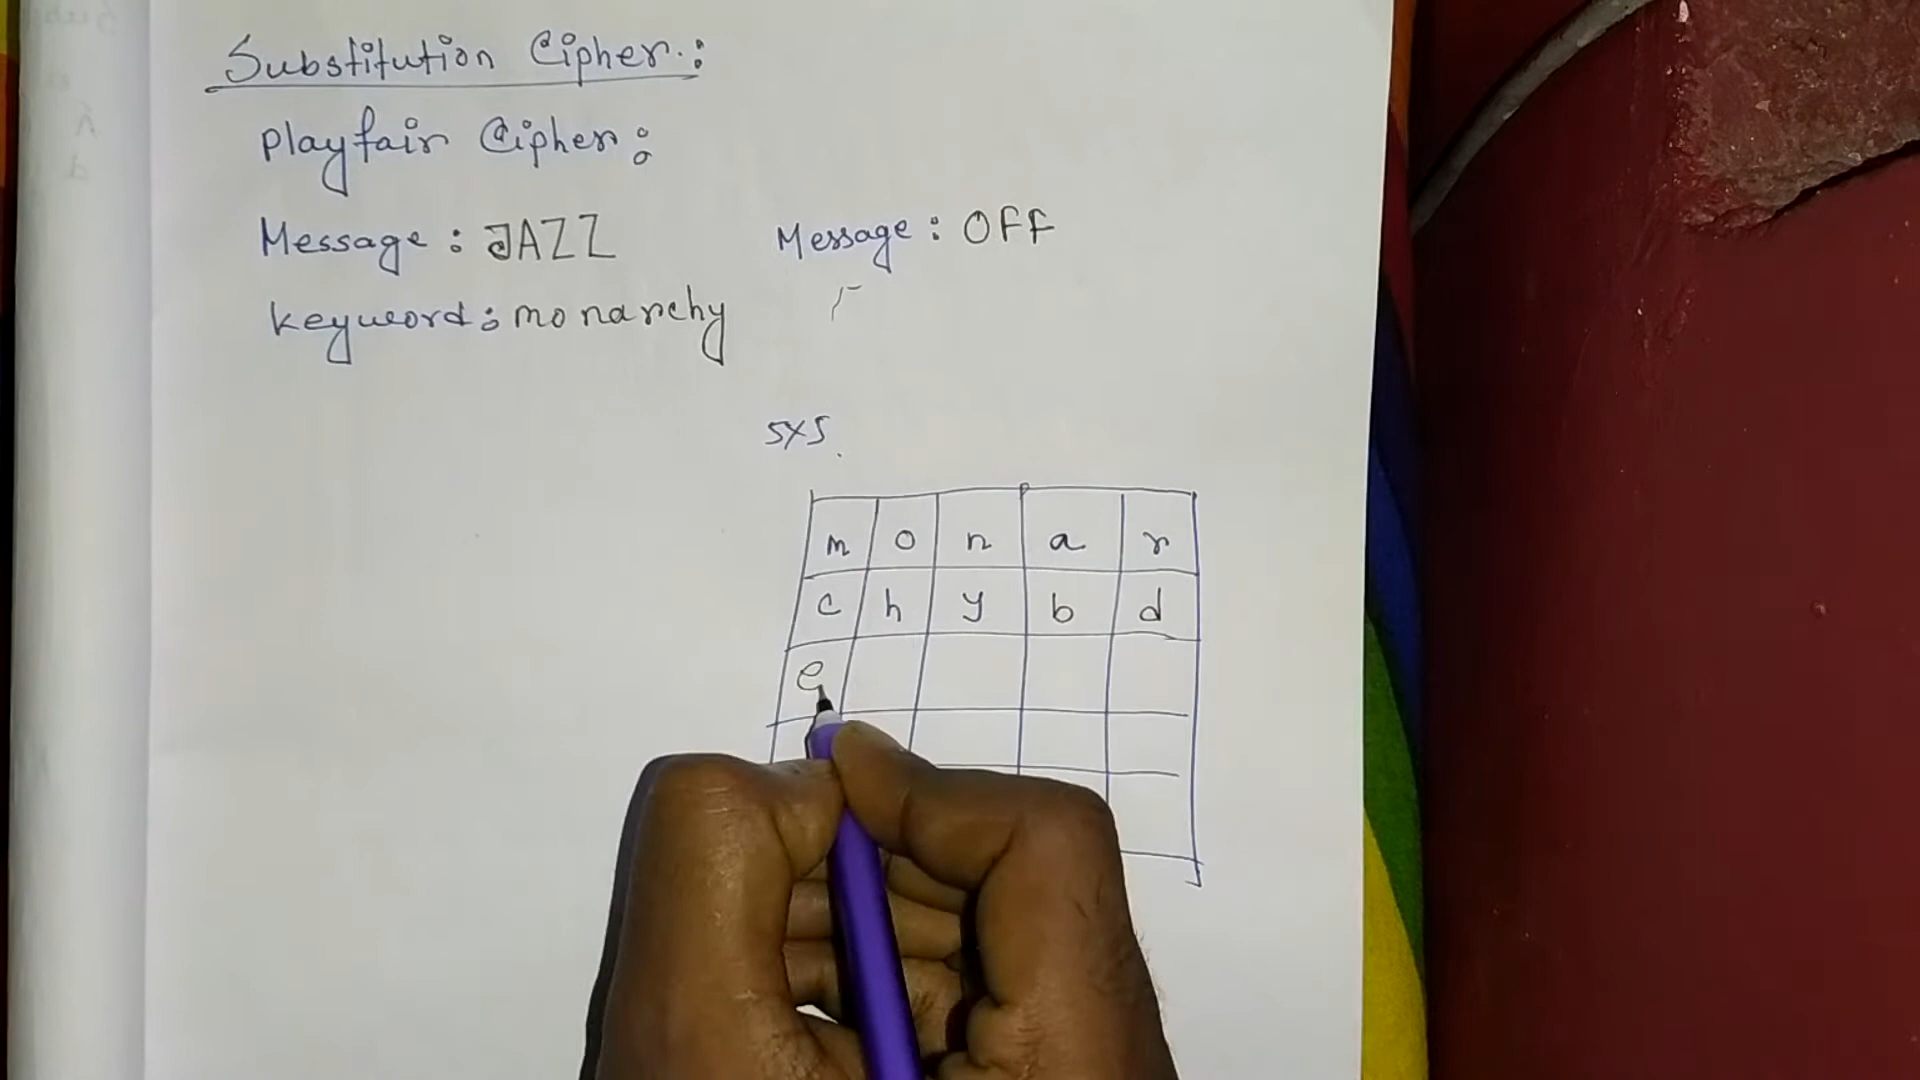 Substitution Cipher:
Playfair Cipher:
Message: JAZZ
Message: OFF
keyword: monarchy
5x5
m o n a r
c h y b d
e